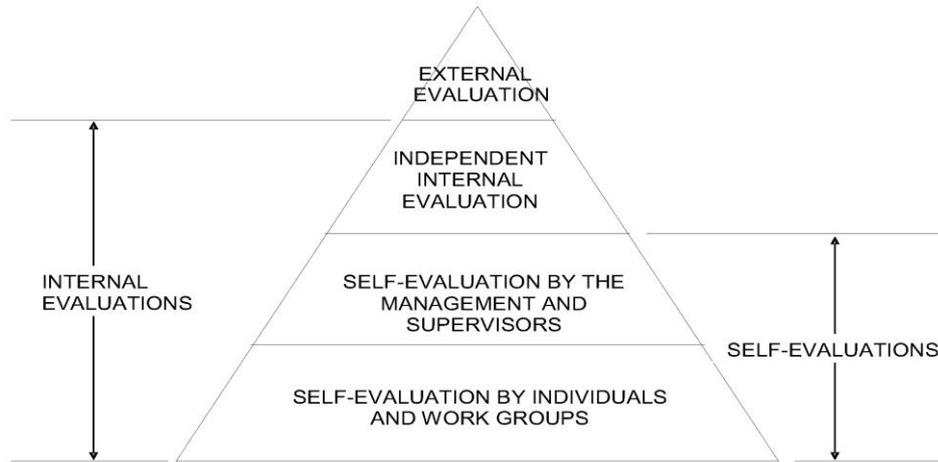 EXTERNAL
EVALUATION
INDEPENDENT
INTERNAL
EVALUATION
INTERNAL
EVALUATIONS
SELF-EVALUATION BY THE
MANAGEMENT AND
SUPERVISORS
SELF-EVALUATIONS
SELF-EVALUATION BY INDIVIDUALS
AND WORK GROUPS